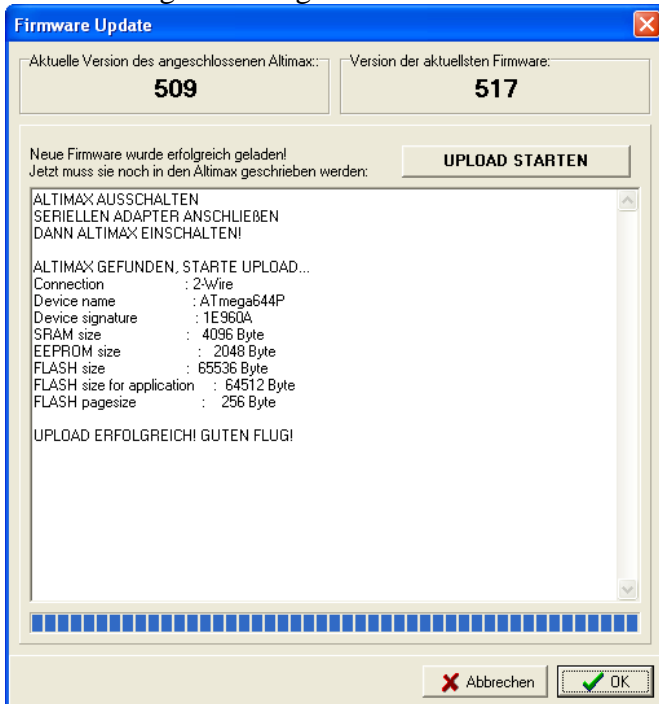 Firmware Update
Aktuelle Version des angeschlossenen Altimax::
509
Version der aktuellsten Firmware:
517
Neue Firmware wurde erfolgreich geladen!
Jetzt muss sie noch in den Altimax geschrieben werden:
UPLOAD STARTEN
ALTIMAX AUSSCHALTEN
SERIELLEN ADAPTER ANSCHLIEßEN
DANN ALTIMAX EINSCHALTEN!
ALTIMAX GEFUNDEN, STARTE UPLOAD...
Connection : 2-Wire
Device name : ATmega644P
Device signature : 1E960A
SRAM size : 4096 Byte
EEPROM size : 2048 Byte
FLASH size : 65536 Byte
FLASH size for application : 64512 Byte
FLASH pagesize : 256 Byte
UPLOAD ERFOLGREICH! GUTEN FLUG!
Abbrechen
OK